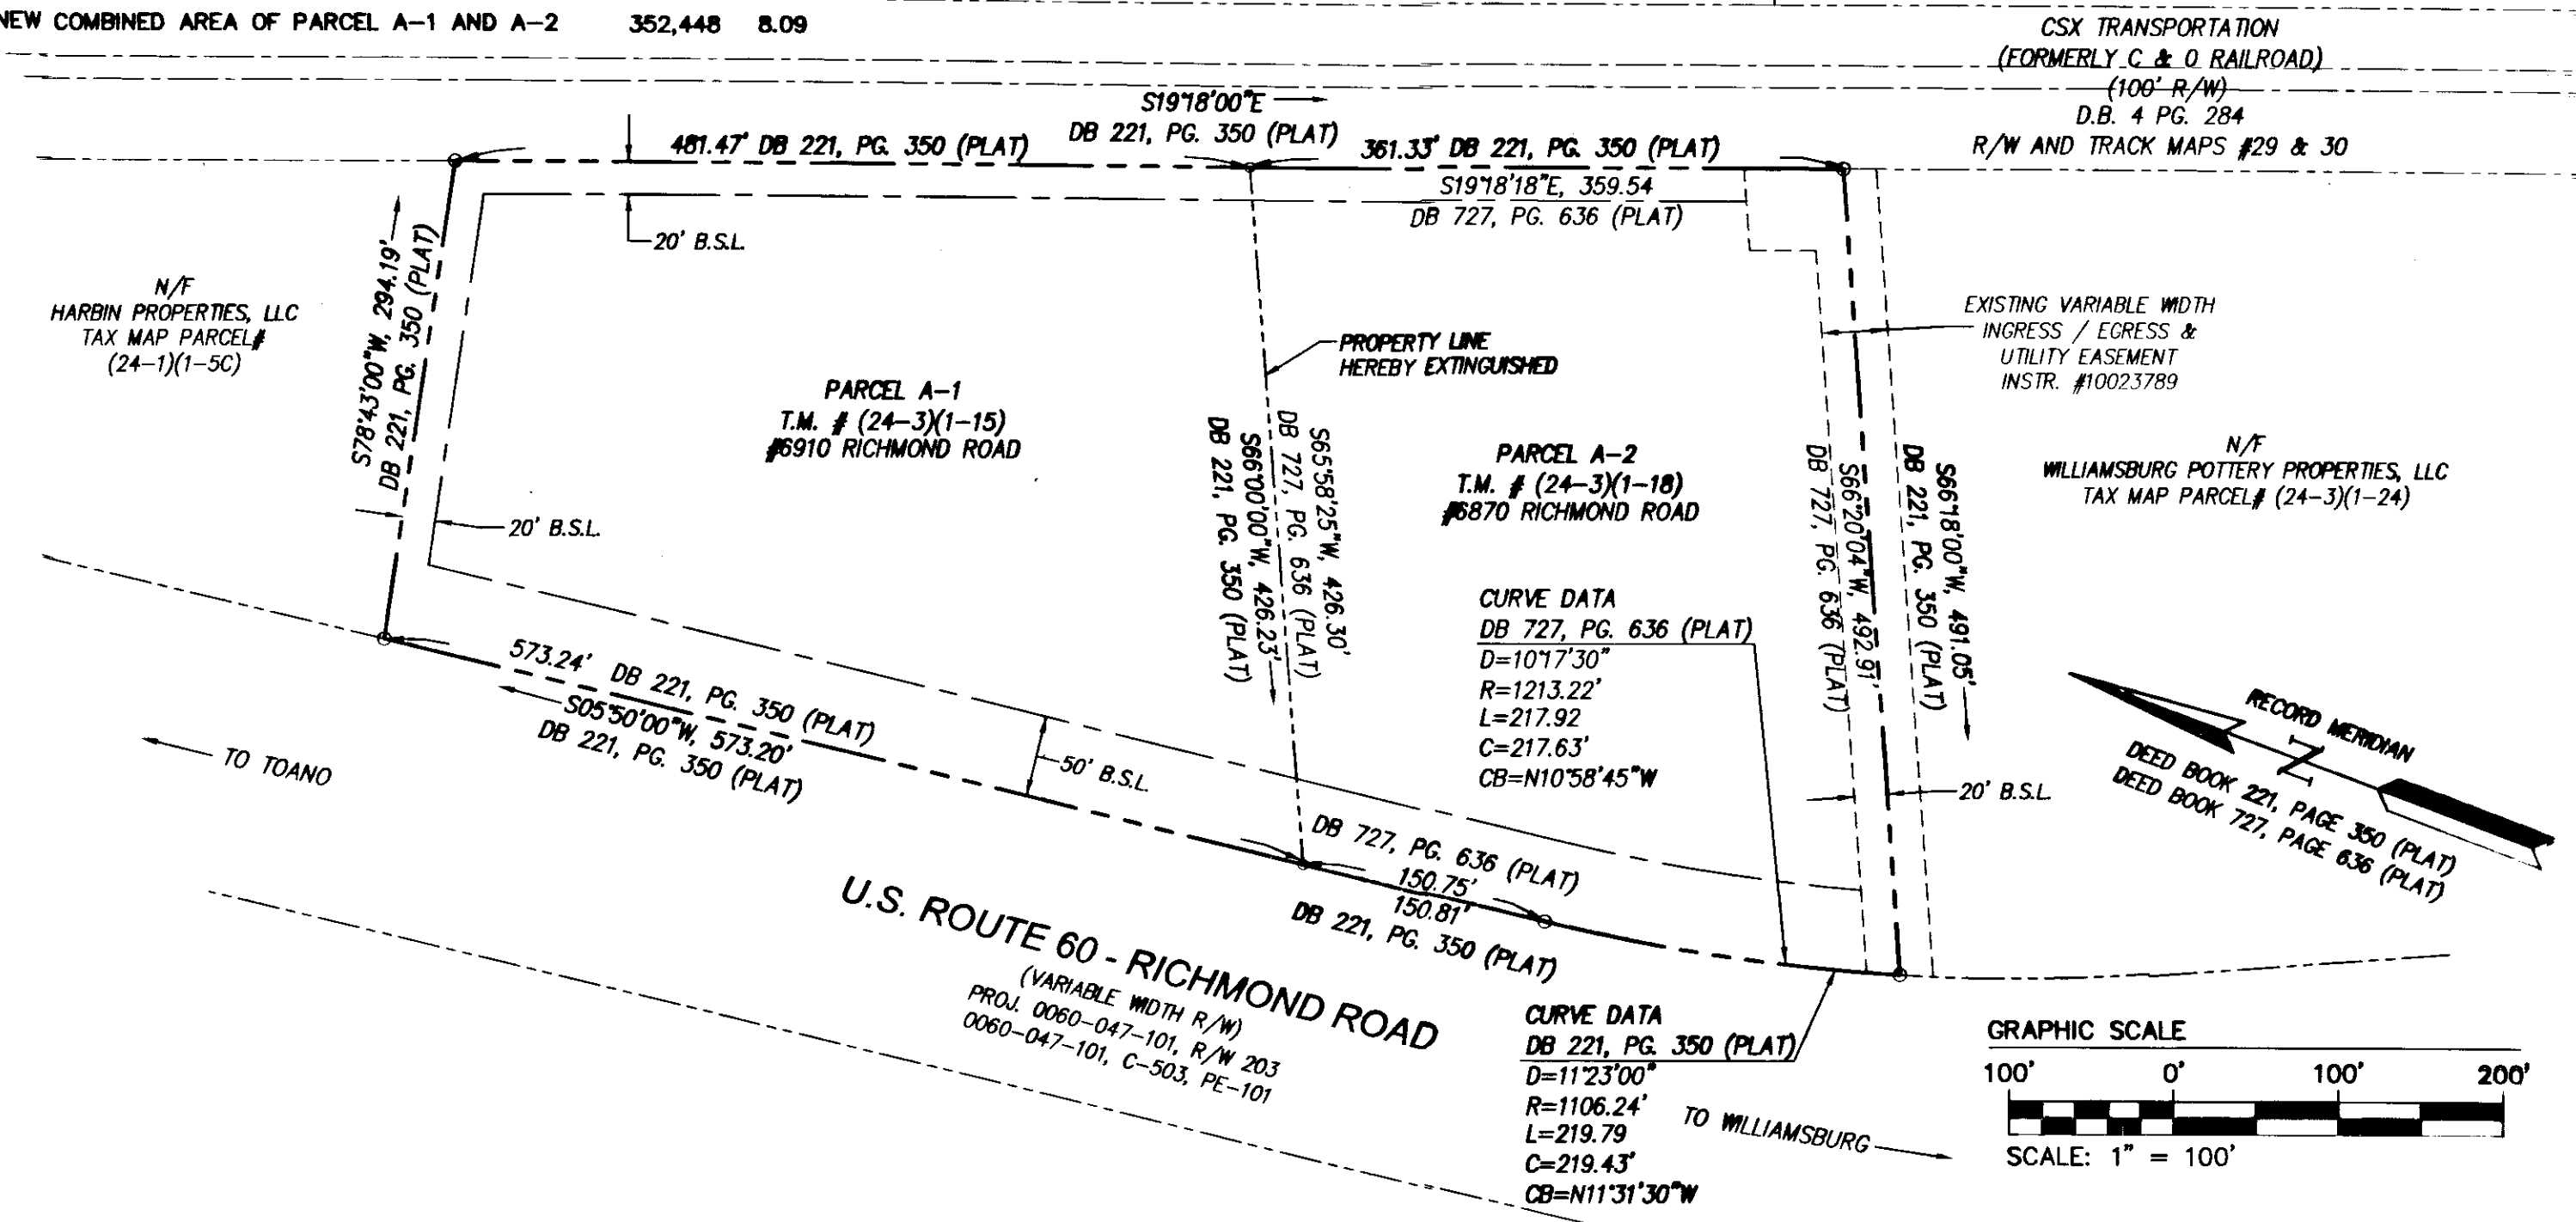 NEW COMBINED AREA OF PARCEL A-1 AND A-2 352,448 8.09
CSX TRANSPORTATION
(FORMERLY C & O RAILROAD)
(100' R/W)
D.B. 4 PG. 284
R/W AND TRACK MAPS #29 & 30
S19°18'00"E
DB 221, PG. 350 (PLAT)
481.47' DB 221, PG. 350 (PLAT)
361.33' DB 221, PG. 350 (PLAT)
S19°18'18"E, 359.54
DB 727, PG. 636 (PLAT)
20' B.S.L.
S78°43'00"W, 294.19'
DB 221, PG. 350 (PLAT)
N/F
HARBIN PROPERTIES, LLC
TAX MAP PARCEL#
(24-1)(1-5C)
PARCEL A-1
T.M. # (24-3)(1-15)
#6910 RICHMOND ROAD
20' B.S.L.
PROPERTY LINE
HEREBY EXTINGUISHED
S65°58'25"W, 426.30'
DB 727, PG. 636 (PLAT)
S66°00'00"W, 426.23'
DB 221, PG. 350 (PLAT)
PARCEL A-2
T.M. # (24-3)(1-18)
#6870 RICHMOND ROAD
EXISTING VARIABLE WIDTH
INGRESS / EGRESS &
UTILITY EASEMENT
INSTR. #10023789
N/F
WILLIAMSBURG POTTERY PROPERTIES, LLC
TAX MAP PARCEL# (24-3)(1-24)
S66°18'00"W, 491.05'
DB 221, PG. 350 (PLAT)
S66°20'04"W, 492.91'
DB 727, PG. 636 (PLAT)
CURVE DATA
DB 727, PG. 636 (PLAT)
D=10°17'30"
R=1213.22'
L=217.92
C=217.63'
CB=N10°58'45"W
20' B.S.L.
RECORD MERIDIAN
N
DEED BOOK 221, PAGE 350 (PLAT)
DEED BOOK 727, PAGE 636 (PLAT)
573.24' DB 221, PG. 350 (PLAT)
S05°50'00"W, 573.20'
DB 221, PG. 350 (PLAT)
TO TOANO
50' B.S.L.
DB 727, PG. 636 (PLAT)
150.75'
150.81'
DB 221, PG. 350 (PLAT)
U.S. ROUTE 60 - RICHMOND ROAD
(VARIABLE WIDTH R/W)
PROJ. 0060-047-101, R/W 203
0060-047-101, C-503, PE-101
CURVE DATA
DB 221, PG. 350 (PLAT)
D=11°23'00"
R=1106.24'
L=219.79
C=219.43'
CB=N11°31'30"W
TO WILLIAMSBURG
GRAPHIC SCALE
100' 0' 100' 200'
SCALE: 1" = 100'